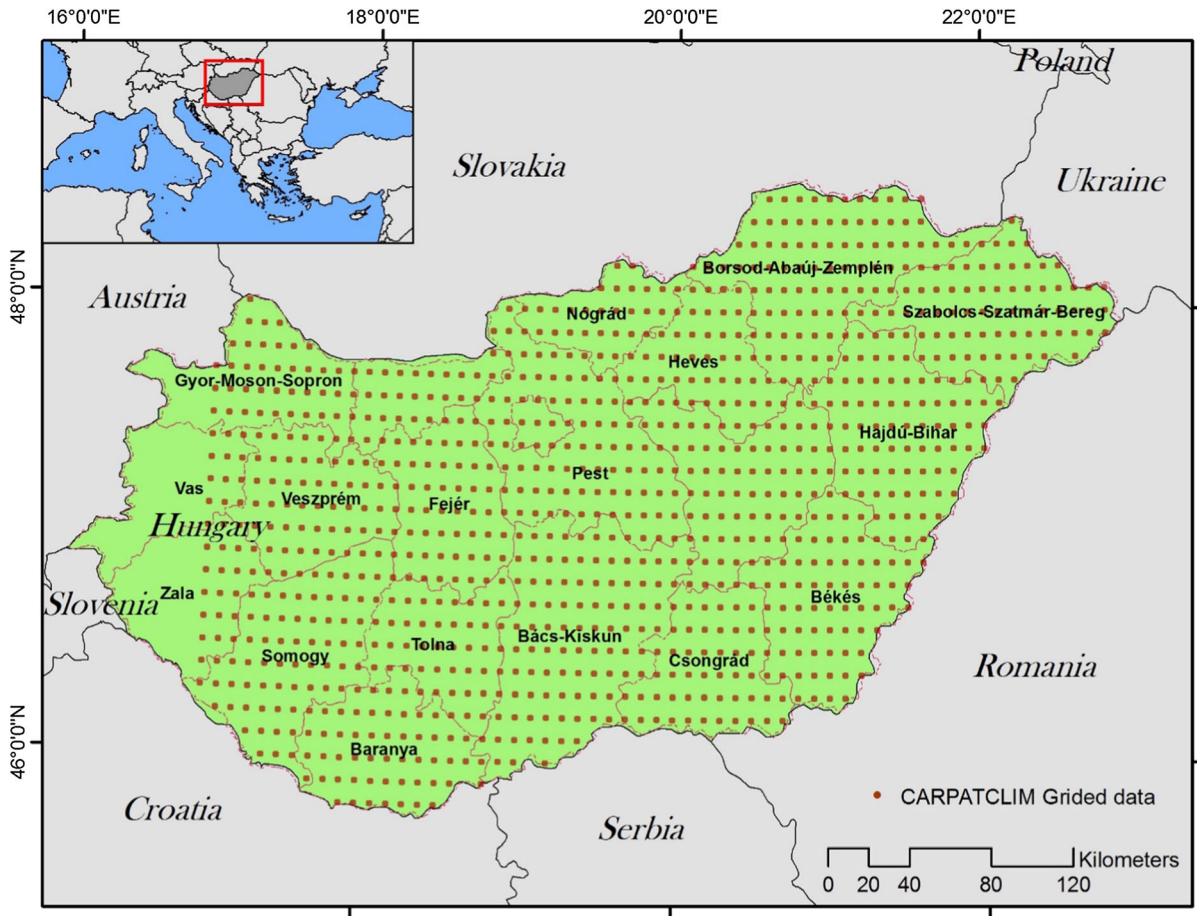 16°0'0"E 18°0'0"E 20°0'0"E 22°0'0"E
Poland
Slovakia
Ukraine
48°0'0"N
Borsod-Abaúj-Zemplén
Austria
Nógrád
Szabolcs-Szatmár-Bereg
Heves
Gyor-Moson-Sopron
Hajdú-Bihar
Pest
Vas
Veszprém
Fejér
Hungary
Zala
Slovenia
Békés
Bács-Kiskun
Tolna
Somogy
Csongrád
Romania
46°0'0"N
Baranya
CARPATCLIM Grided data
Croatia
Serbia
Kilometers
0 20 40 80 120